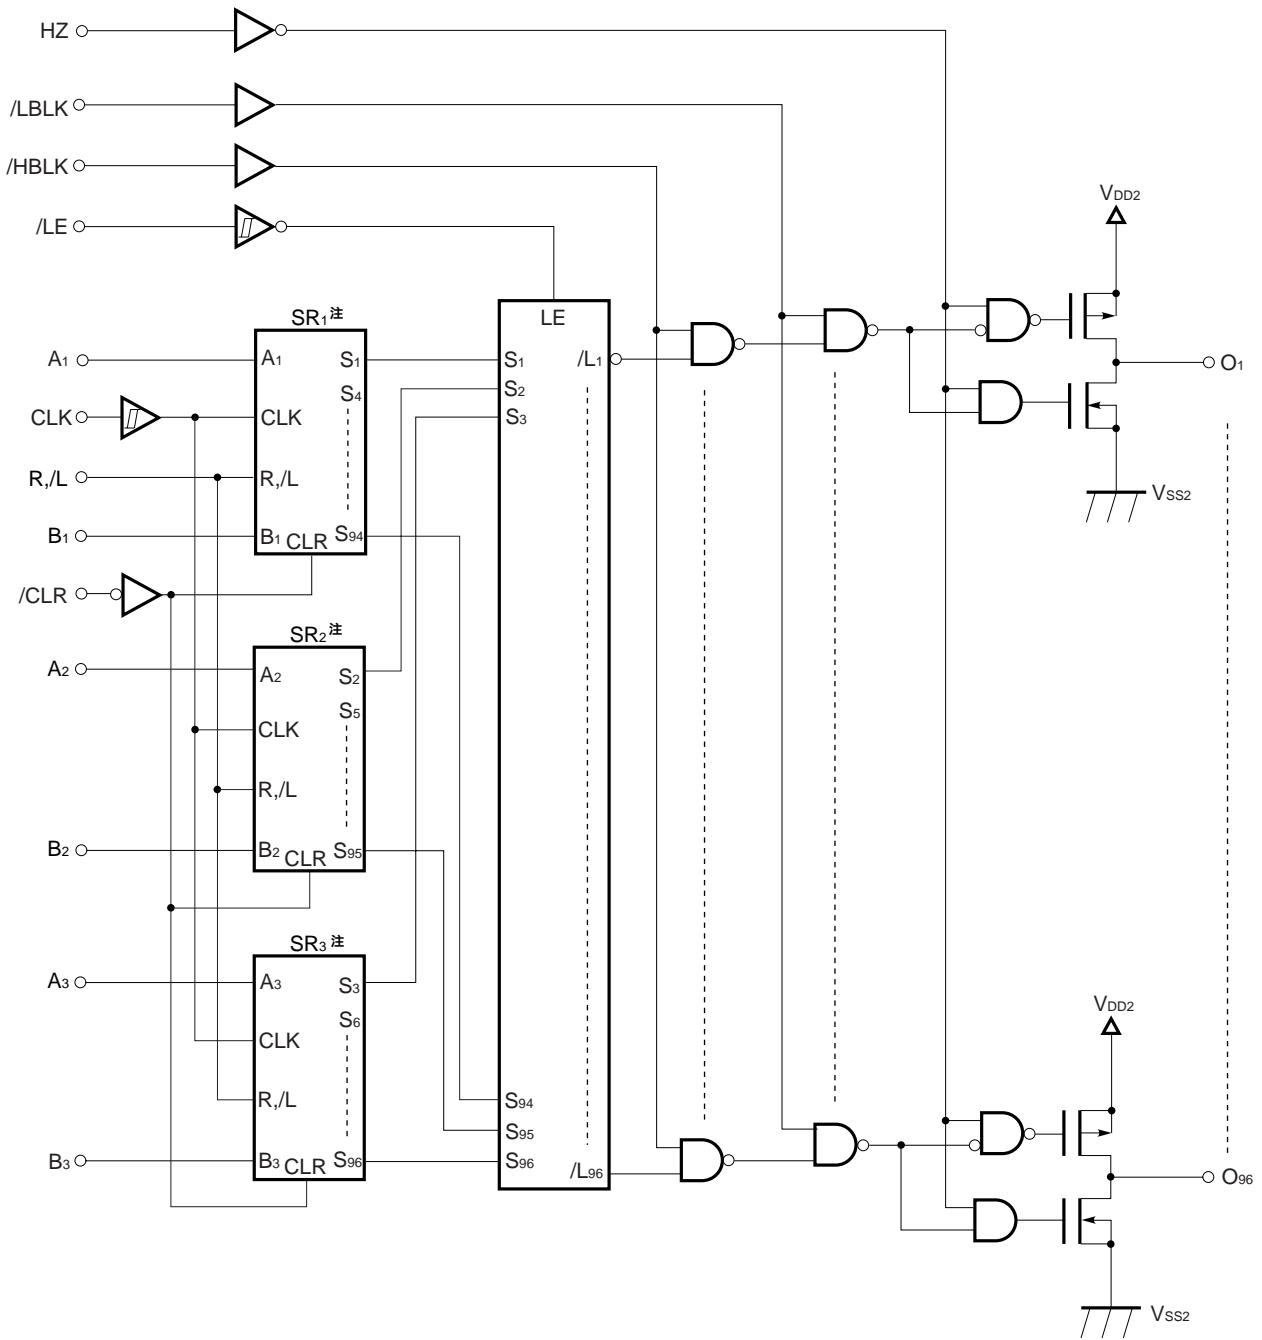 HZ
/LBLK
/HBLK
/LE
VDD2
SR1注
LE
A1
A1
S1
S1
/L1
O1
S4
S2
CLK
CLK
S3
R,/L
R,/L
VSS2
B1
B1
CLR
S94
/CLR
SR2注
A2
A2
S2
S5
CLK
R,/L
B2
B2
CLR
S95
SR3注
A3
A3
S3
S6
VDD2
CLK
R,/L
S94
S95
B3
B3
CLR
S96
S96
/L96
O96
VSS2